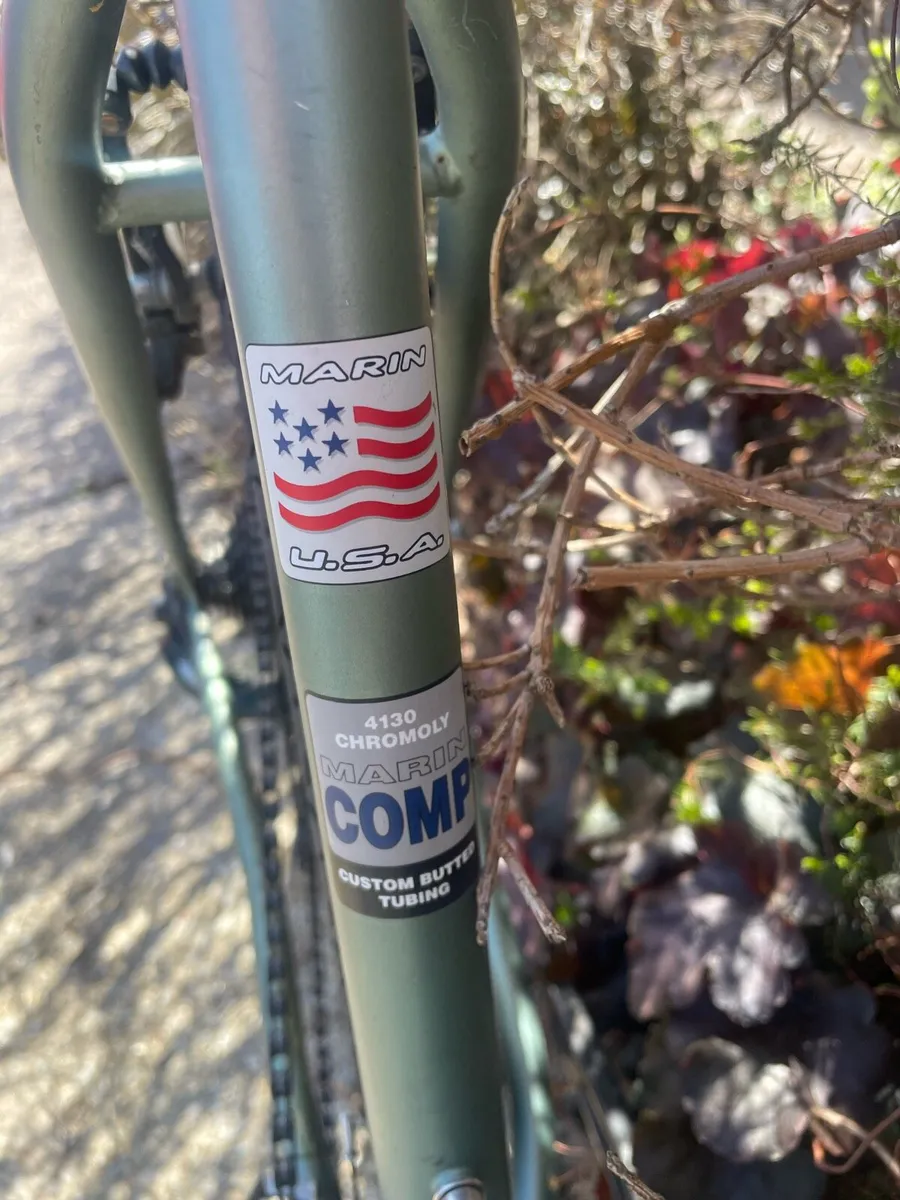 MARIN
U.S.A.
4130
CHROMOLY
MARIN
COMP
CUSTOM BUTTED
TUBING